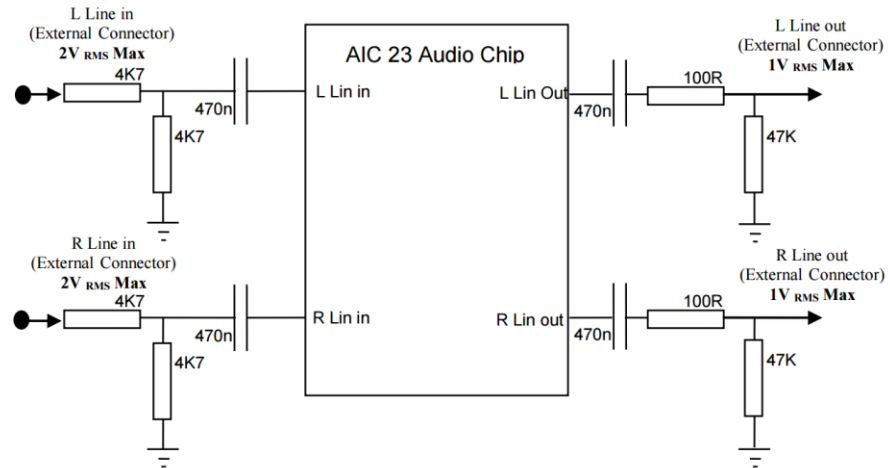 L Line in
(External Connector)
2V RMS Max
4K7
470n
4K7
L Lin in
AIC 23 Audio Chip
L Lin Out
470n
100R
L Line out
(External Connector)
1V RMS Max
47K
R Line in
(External Connector)
2V RMS Max
4K7
470n
4K7
R Lin in
R Lin out
470n
100R
R Line out
(External Connector)
1V RMS Max
47K